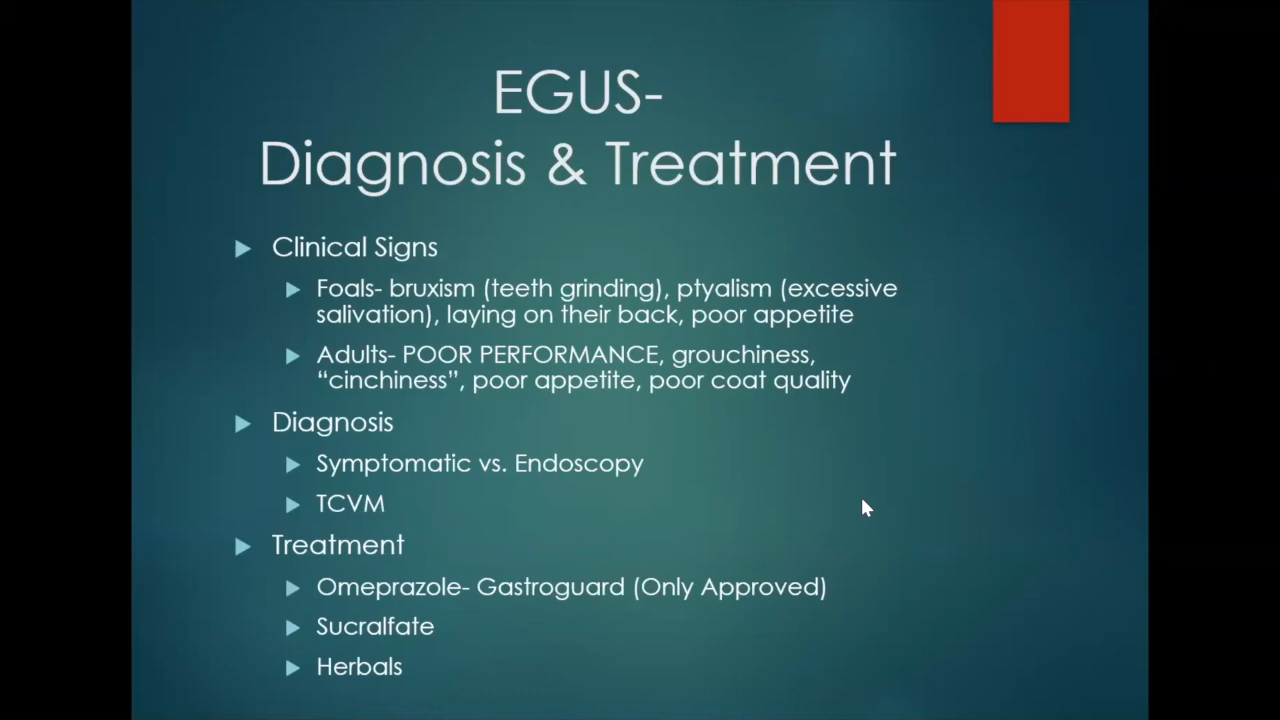 EGUS-
Diagnosis & Treatment
Clinical Signs
Foals- bruxism (teeth grinding), ptyalism (excessive
salivation), laying on their back, poor appetite
Adults- POOR PERFORMANCE, grouchiness,
“cinchiness”, poor appetite, poor coat quality
Diagnosis
Symptomatic vs. Endoscopy
TCVM
Treatment
Omeprazole- Gastroguard (Only Approved)
Sucralfate
Herbals